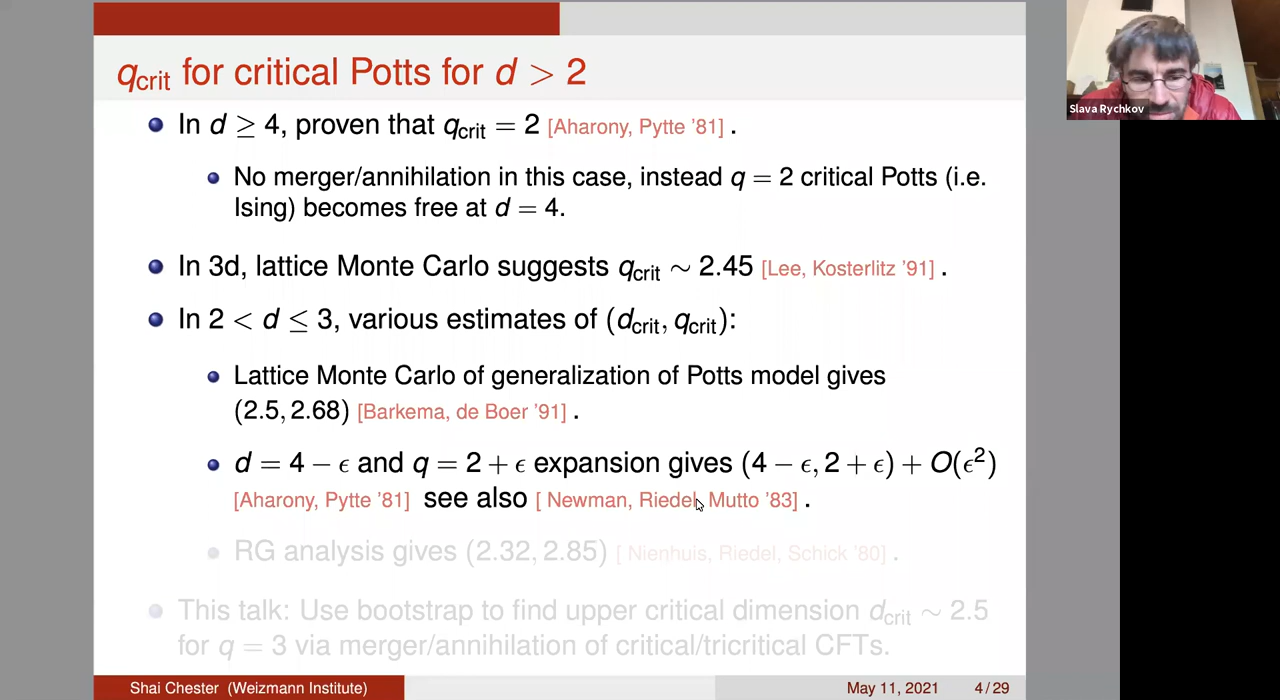 q_crit for critical Potts for d > 2
In d ≥ 4, proven that q_crit = 2 [Aharony, Pytte '81] .
No merger/annihilation in this case, instead q = 2 critical Potts (i.e.
Ising) becomes free at d = 4.
In 3d, lattice Monte Carlo suggests q_crit ∼ 2.45 [Lee, Kosterlitz '91] .
In 2 < d ≤ 3, various estimates of (d_crit, q_crit):
Lattice Monte Carlo of generalization of Potts model gives
(2.5, 2.68) [Barkema, de Boer '91] .
d = 4 − ϵ and q = 2 + ϵ expansion gives (4 − ϵ, 2 + ϵ) + O(ϵ²)
[Aharony, Pytte '81] see also [ Newman, Riedel, Mutto '83] .
RG analysis gives (2.32, 2.85) [ Nienhuis, Riedel, Schick '80] .
This talk: Use bootstrap to find upper critical dimension d_crit ∼ 2.5
for q = 3 via merger/annihilation of critical/tricritical CFTs.
Shai Chester (Weizmann Institute) May 11, 2021 4 / 29
Slava Rychkov